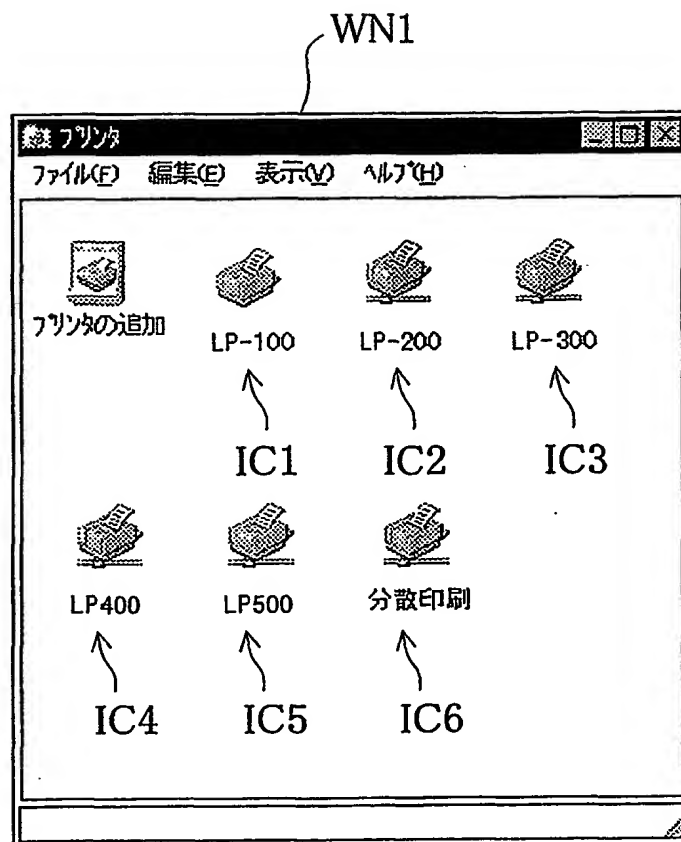 WN1
プリンタ
ファイル(F) 編集(E) 表示(V) ヘルプ(H)
プリンタの追加 LP-100 LP-200 LP-300
IC1 IC2 IC3
LP400 LP500 分散印刷
IC4 IC5 IC6